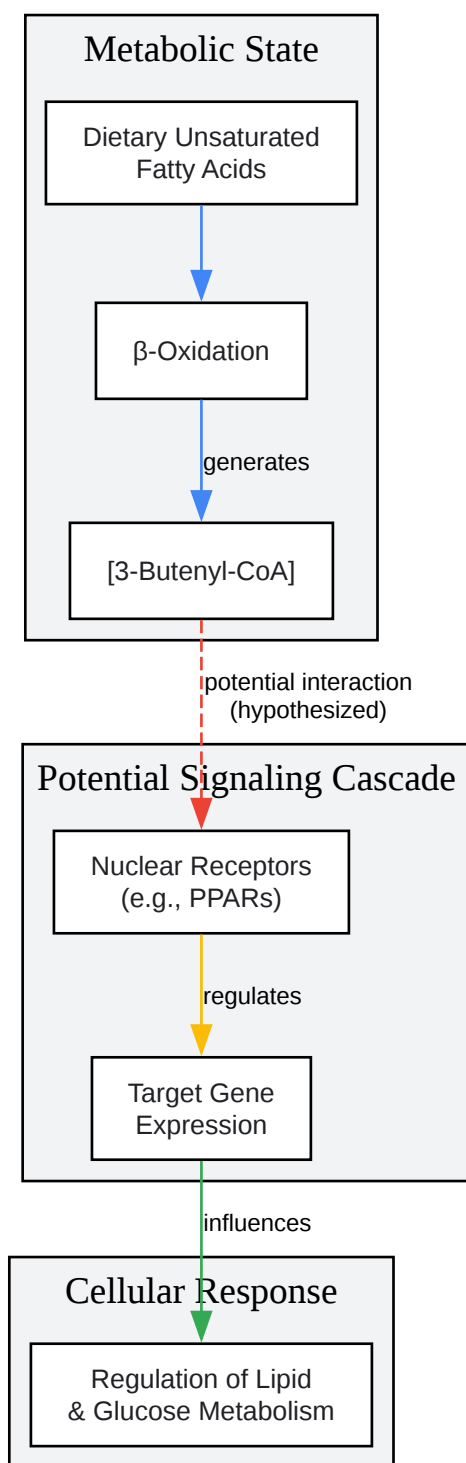 Metabolic State
Dietary Unsaturated
Fatty Acids
β-Oxidation
generates
[3-Butenyl-CoA]
potential interaction
(hypothesized)
Potential Signaling Cascade
Nuclear Receptors
(e.g., PPARs)
regulates
Target Gene
Expression
influences
Cellular Response
Regulation of Lipid
& Glucose Metabolism